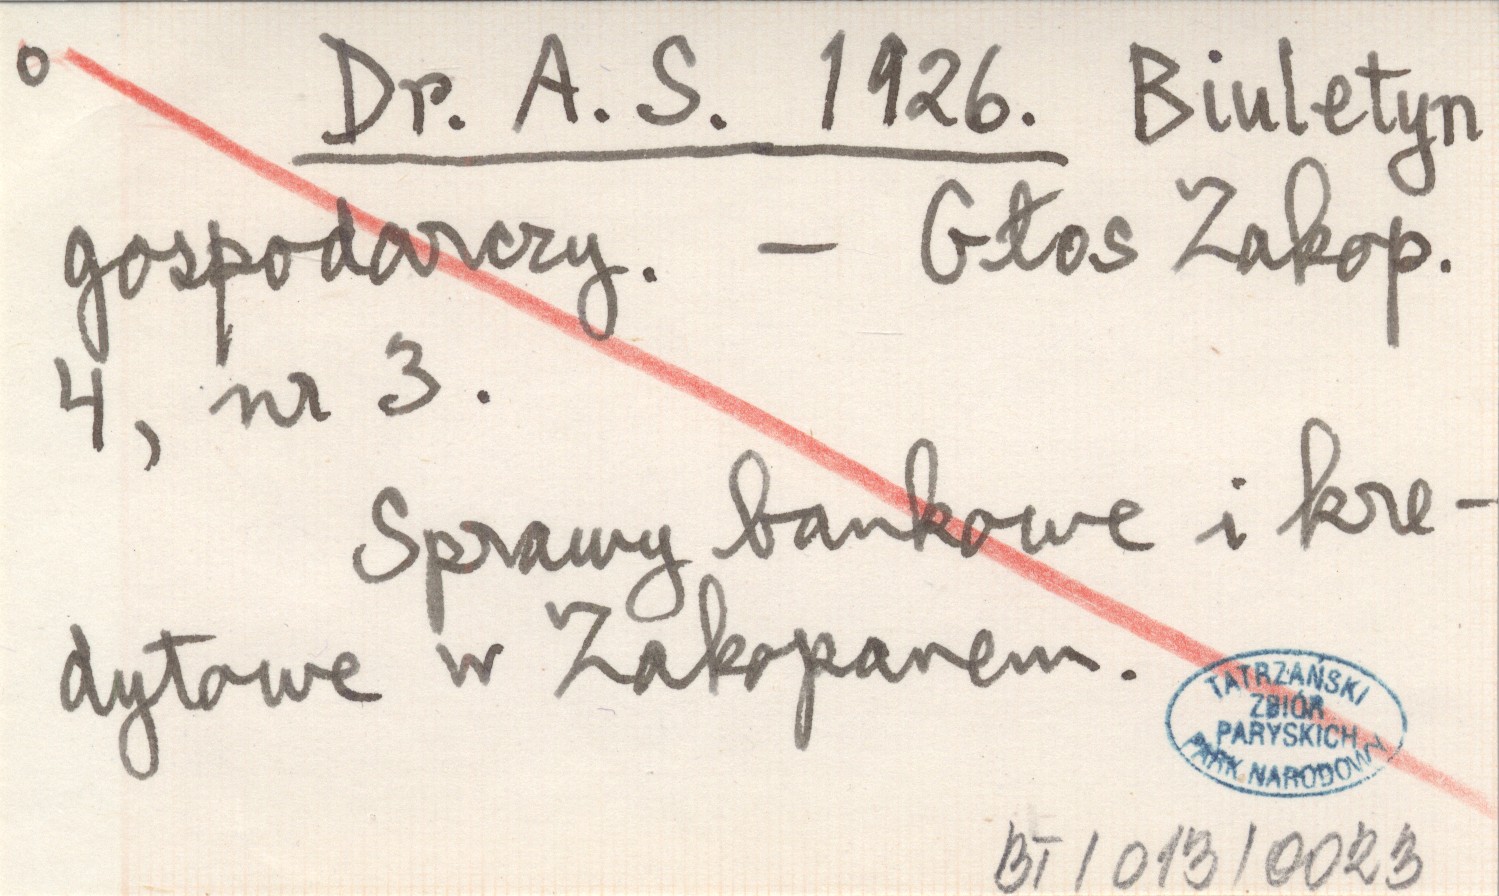 o Dr. A. S. 1926. Biuletyn
gospodarczy. – Głos Zakop.
4, nr 3.
Sprawy bankowe i kre-
dytowe w Zakopanem.
TATRZAŃSKI
ZBIÓR
PARYSKICH
PARK NARODOWY
BT / 013 / 0023